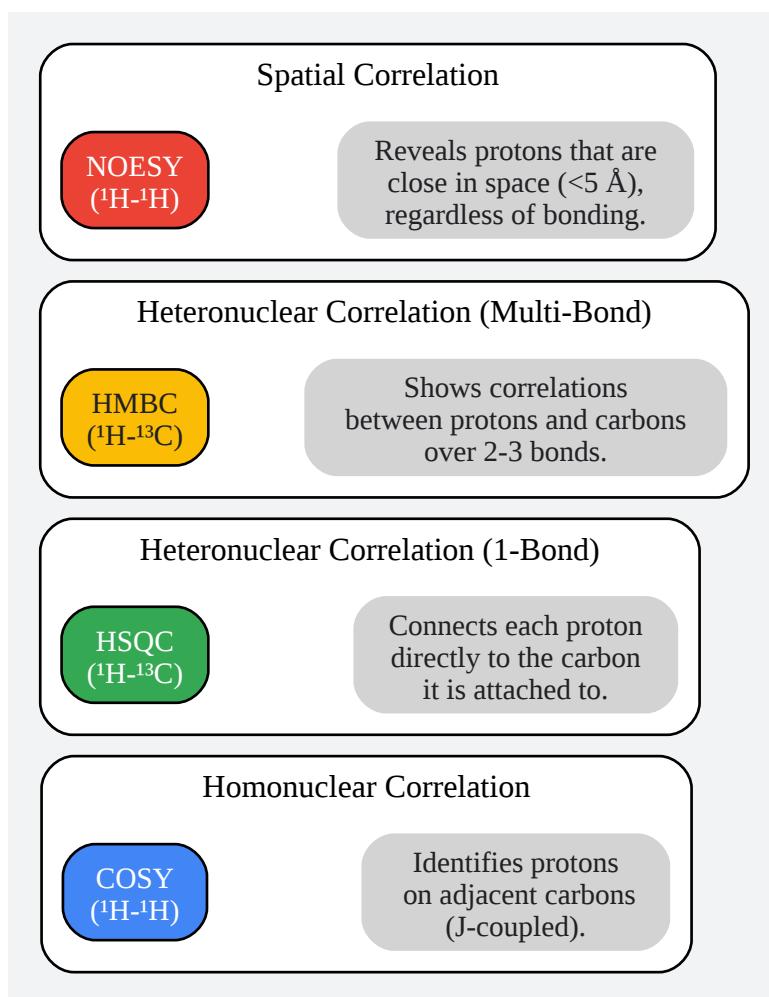 Spatial Correlation
NOESY
(¹H-¹H)
Reveals protons that are
close in space (<5 Å),
regardless of bonding.
Heteronuclear Correlation (Multi-Bond)
HMBC
(¹H-¹³C)
Shows correlations
between protons and carbons
over 2-3 bonds.
Heteronuclear Correlation (1-Bond)
HSQC
(¹H-¹³C)
Connects each proton
directly to the carbon
it is attached to.
Homonuclear Correlation
COSY
(¹H-¹H)
Identifies protons
on adjacent carbons
(J-coupled).